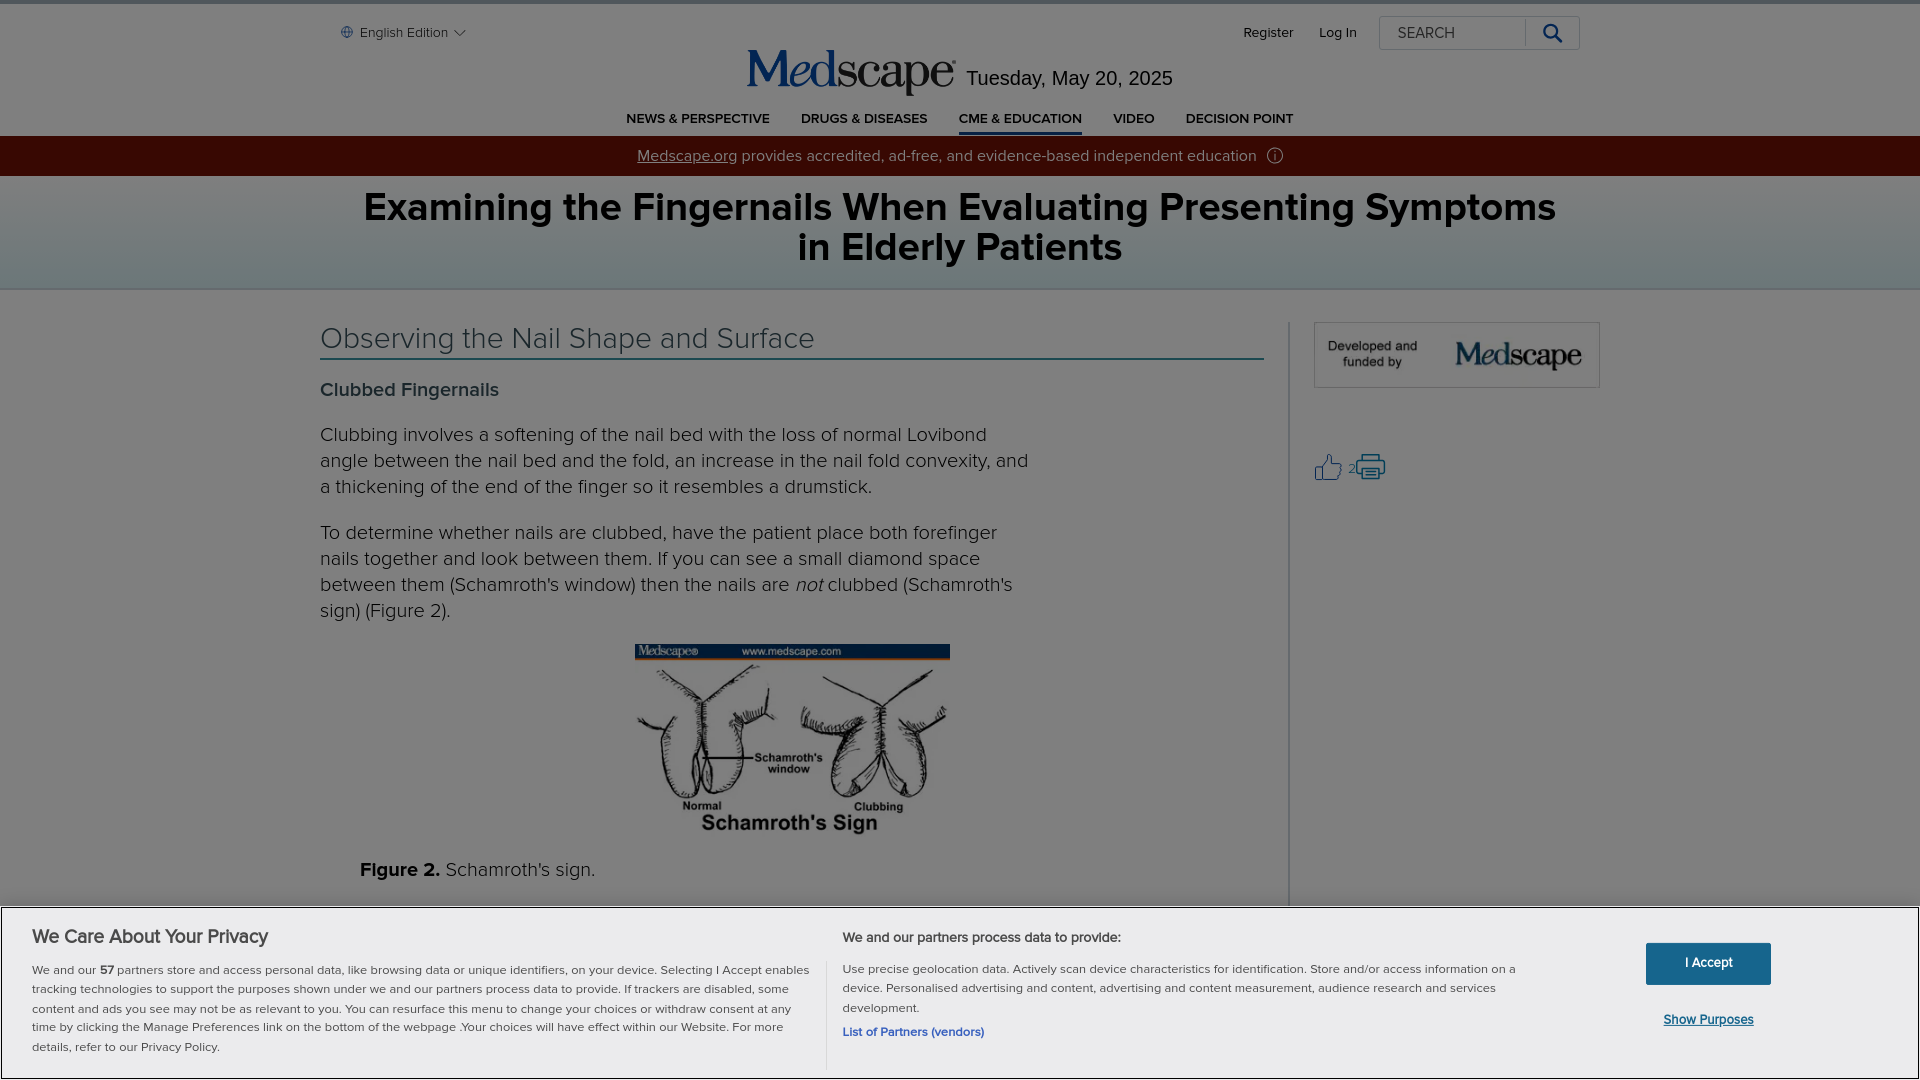 English Edition
Register
Log In
SEARCH
Medscape®
Tuesday, May 20, 2025
NEWS & PERSPECTIVE
DRUGS & DISEASES
CME & EDUCATION
VIDEO
DECISION POINT
Medscape.org provides accredited, ad-free, and evidence-based independent education
Examining the Fingernails When Evaluating Presenting Symptoms
in Elderly Patients
Observing the Nail Shape and Surface
Clubbed Fingernails
Clubbing involves a softening of the nail bed with the loss of normal Lovibond
angle between the nail bed and the fold, an increase in the nail fold convexity, and
a thickening of the end of the finger so it resembles a drumstick.
To determine whether nails are clubbed, have the patient place both forefinger
nails together and look between them. If you can see a small diamond space
between them (Schamroth's window) then the nails are not clubbed (Schamroth's
sign) (Figure 2).
Medscape® www.medscape.com
Schamroth's
window
Normal
Clubbing
Schamroth's Sign
Figure 2. Schamroth's sign.
Developed and
funded by
Medscape
2
We Care About Your Privacy
We and our 57 partners store and access personal data, like browsing data or unique identifiers, on your device. Selecting I Accept enables
tracking technologies to support the purposes shown under we and our partners process data to provide. If trackers are disabled, some
content and ads you see may not be as relevant to you. You can resurface this menu to change your choices or withdraw consent at any
time by clicking the Manage Preferences link on the bottom of the webpage .Your choices will have effect within our Website. For more
details, refer to our Privacy Policy.
We and our partners process data to provide:
Use precise geolocation data. Actively scan device characteristics for identification. Store and/or access information on a
device. Personalised advertising and content, advertising and content measurement, audience research and services
development.
List of Partners (vendors)
I Accept
Show Purposes